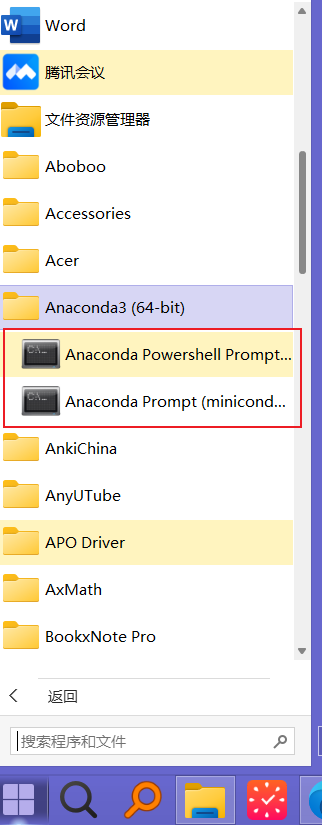 Word
腾讯会议
文件资源管理器
Aboboo
Accessories
Acer
Anaconda3 (64-bit)
Anaconda Powershell Prompt...
Anaconda Prompt (minicond...
AnkiChina
AnyUTube
APO Driver
AxMath
BookxNote Pro
返回
搜索程序和文件